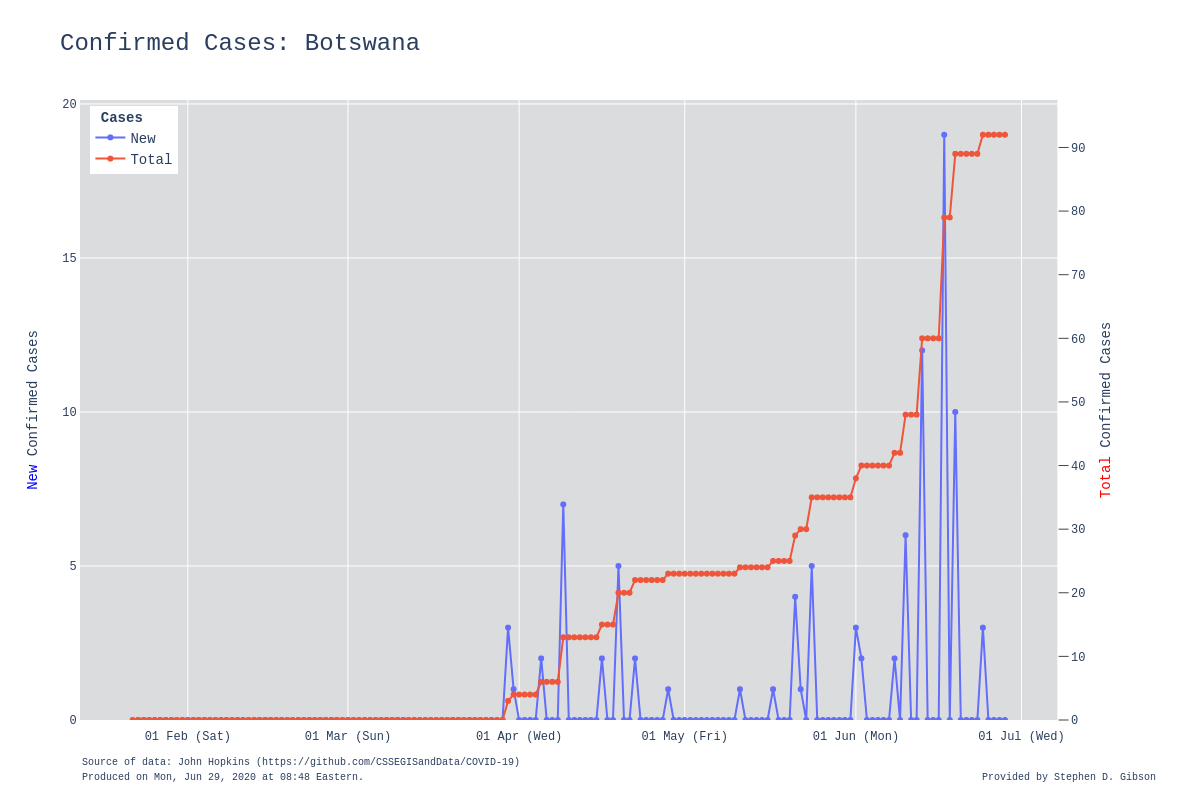 Confirmed Cases: Botswana
Cases
New
Total
20
15
10
5
0
90
80
70
60
50
40
30
20
10
0
New Confirmed Cases
Total Confirmed Cases
01 Feb (Sat)
01 Mar (Sun)
01 Apr (Wed)
01 May (Fri)
01 Jun (Mon)
01 Jul (Wed)
Source of data: John Hopkins (https://github.com/CSSEGISandData/COVID-19)
Produced on Mon, Jun 29, 2020 at 08:48 Eastern.
Provided by Stephen D. Gibson